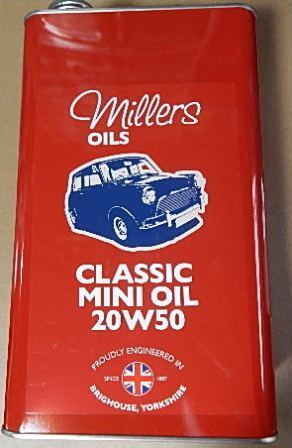 Millers
OILS
CLASSIC
MINI OIL
20W50
PROUDLY ENGINEERED IN
SINCE 1887
BRIGHOUSE, YORKSHIRE